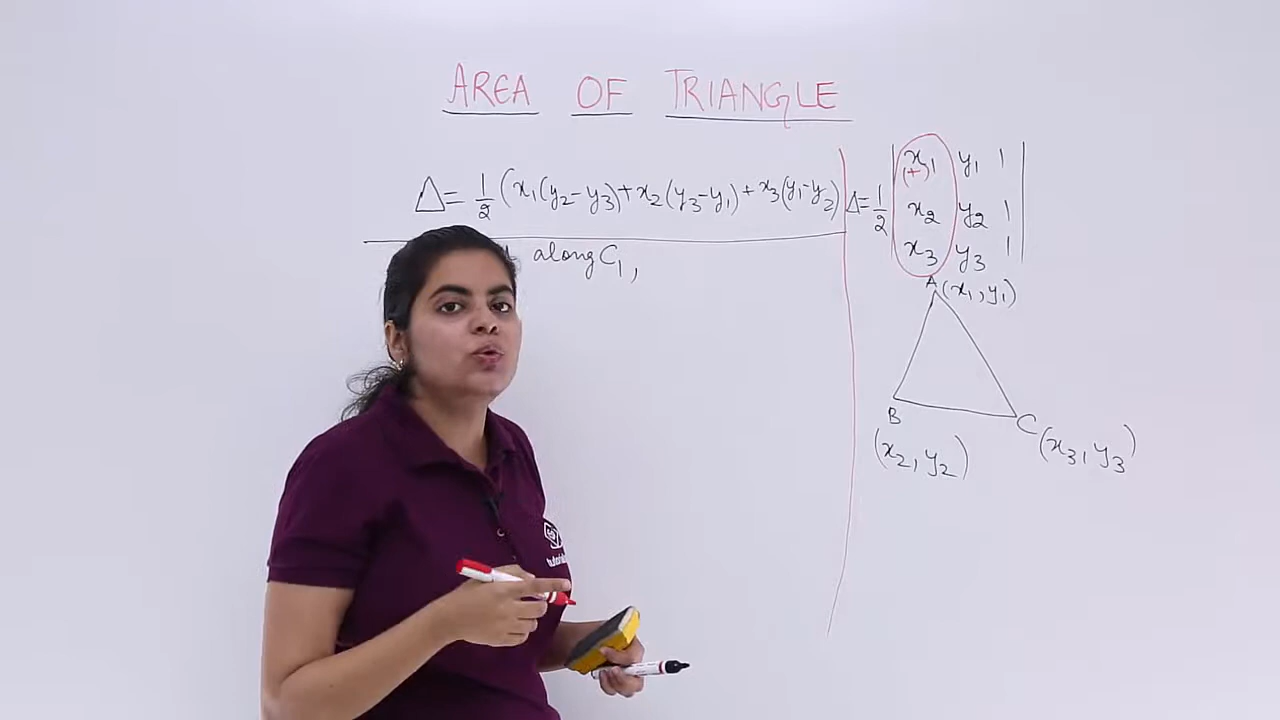 AREA OF TRIANGLE
Δ = 1/2 (x₁(y₂-y₃)+x₂(y₃-y₁)+x₃(y₁-y₂)
along C₁,
Δ = 1/2 | x₁ y₁ 1 |
(+)
| x₂ y₂ 1 |
| x₃ y₃ 1 |
A (x₁, y₁)
B
C (x₃, y₃)
(x₂, y₂)